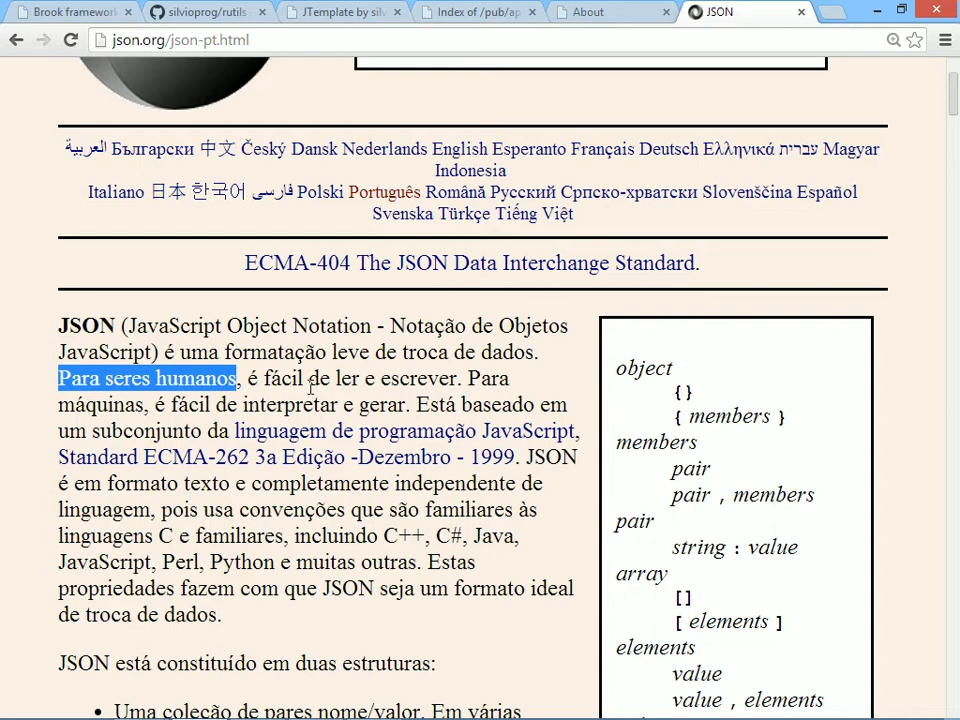 Brook framework
silvioprog/rutils
JTemplate by silv
Index of /pub/ap
About
JSON
json.org/json-pt.html
العربية Български 中文 Český Dansk Nederlands English Esperanto Français Deutsch Ελληνικά עברית Magyar
Indonesia
Italiano 日本 한국어 فارسی Polski Português Română Русский Српско-хрватски Slovenščina Español
Svenska Türkçe Tiếng Việt
ECMA-404 The JSON Data Interchange Standard.
JSON (JavaScript Object Notation - Notação de Objetos
JavaScript) é uma formatação leve de troca de dados.
Para seres humanos, é fácil de ler e escrever. Para
máquinas, é fácil de interpretar e gerar. Está baseado em
um subconjunto da linguagem de programação JavaScript,
Standard ECMA-262 3a Edição -Dezembro - 1999. JSON
é em formato texto e completamente independente de
linguagem, pois usa convenções que são familiares às
linguagens C e familiares, incluindo C++, C#, Java,
JavaScript, Perl, Python e muitas outras. Estas
propriedades fazem com que JSON seja um formato ideal
de troca de dados.
JSON está constituído em duas estruturas:
• Uma coleção de pares nome/valor. Em várias
object
{}
{ members }
members
pair
pair , members
pair
string : value
array
[]
[ elements ]
elements
value
value , elements